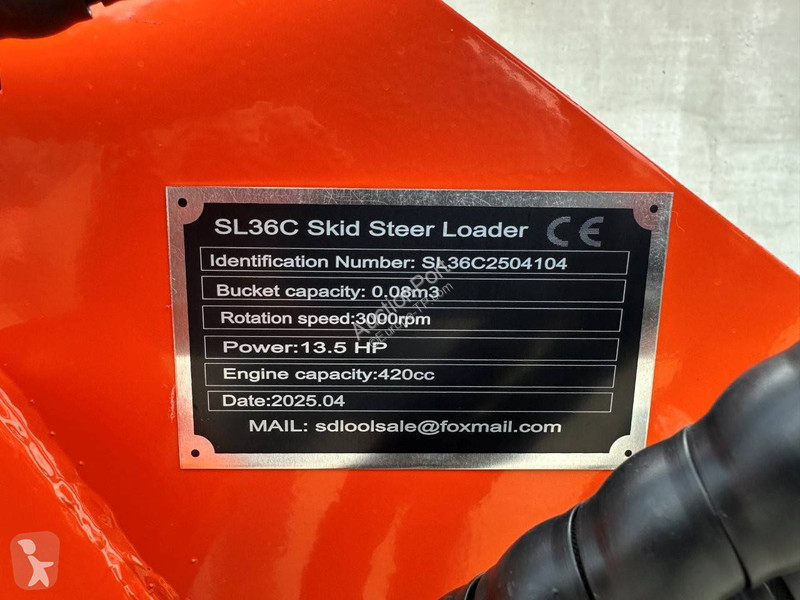 SL36C Skid Steer Loader CE
Identification Number: SL36C2504104
Bucket capacity: 0.08m3
Rotation speed:3000rpm
Power:13.5 HP
Engine capacity:420cc
Date:2025.04
MAIL: sdloolsale@foxmail.com
AuctionPort